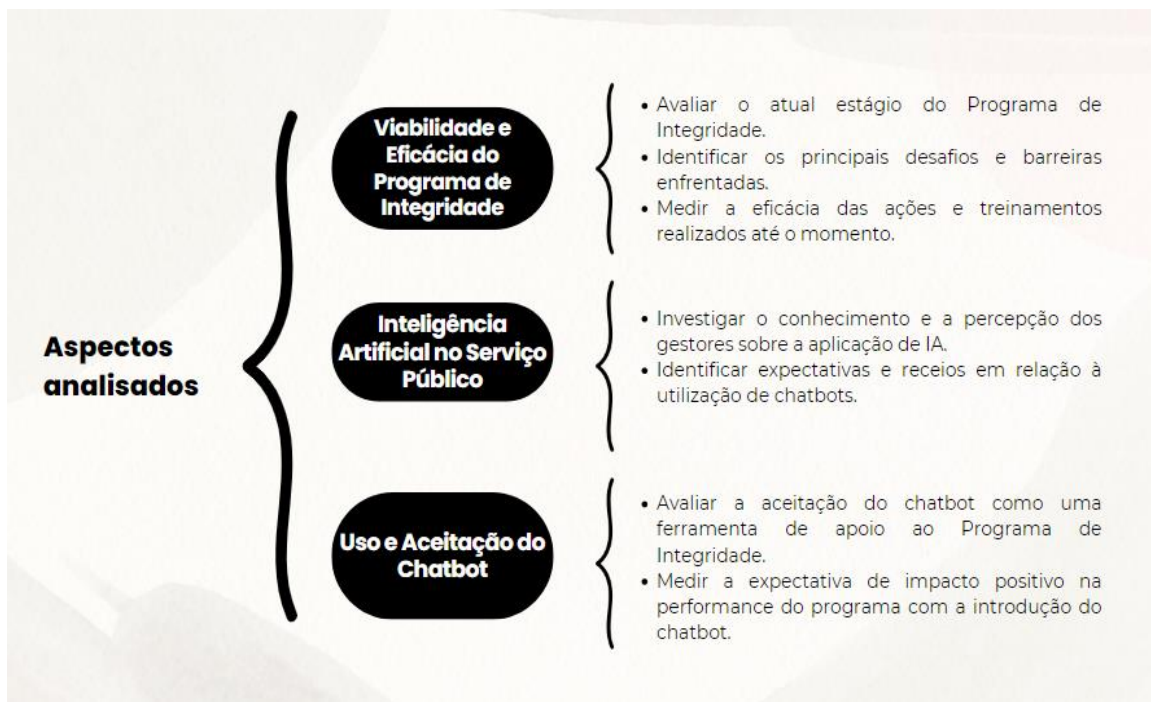 Aspectos
analisados
Viabilidade e
Eficácia do
Programa de
Integridade
• Avaliar o atual estágio do Programa de
Integridade.
• Identificar os principais desafios e barreiras
enfrentadas.
• Medir a eficácia das ações e treinamentos
realizados até o momento.
Inteligência
Artificial no Serviço
Público
• Investigar o conhecimento e a percepção dos
gestores sobre a aplicação de IA.
• Identificar expectativas e receios em relação à
utilização de chatbots.
Uso e Aceitação do
Chatbot
• Avaliar a aceitação do chatbot como uma
ferramenta de apoio ao Programa de
Integridade.
• Medir a expectativa de impacto positivo na
performance do programa com a introdução do
chatbot.